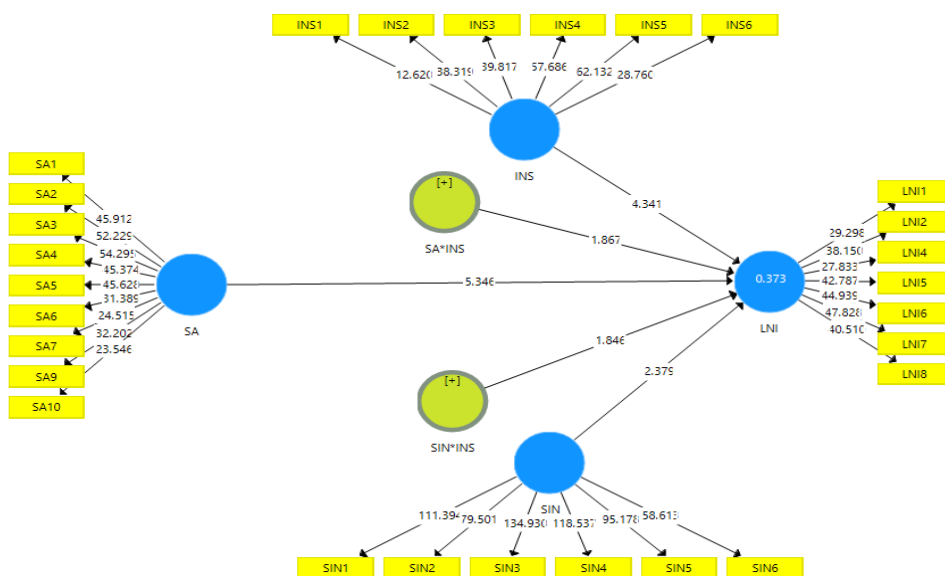 INS1 INS2 INS3 INS4 INS5 INS6
12.620 38.319 39.817 57.686 62.132 28.760
INS
[+]
SA*INS
SA1
SA2
SA3
SA4
SA5
SA6
SA7
SA9
SA10
45.912
52.229
54.295
45.374
45.628
31.389
24.515
32.202
23.546
SA
4.341
1.867
5.346
1.846
2.379
0.373
LNI
29.298
38.150
27.833
42.787
44.939
47.828
40.510
LNI1
LNI2
LNI4
LNI5
LNI6
LNI7
LNI8
[+]
SIN*INS
SIN
111.394 79.501 134.930 118.537 95.178 58.613
SIN1 SIN2 SIN3 SIN4 SIN5 SIN6